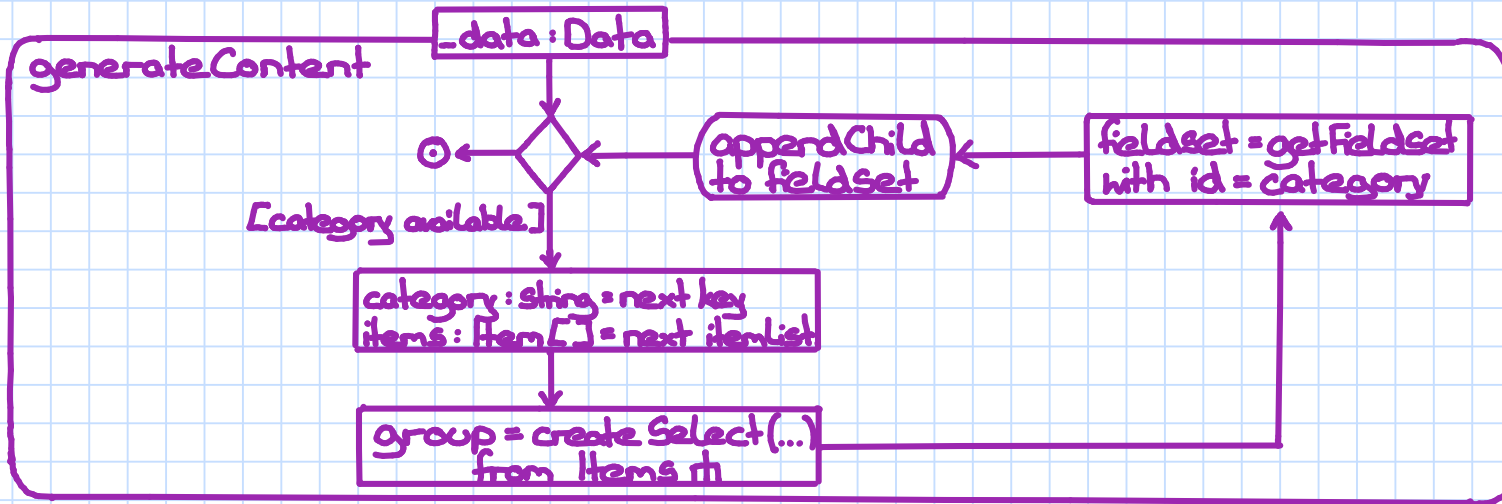 _data:Data
generateContent
appendChild
to fieldset
fieldset = getFieldset
with id = category
[category available]
category: string = next key
items: Item[] = next itemList
group = createSelect(...)
from Items